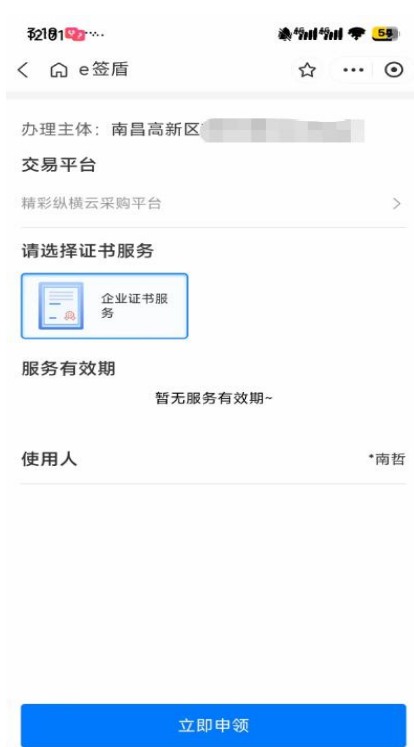 e签盾
办理主体：南昌高新区
交易平台
精彩纵横云采购平台
请选择证书服务
企业证书服
务
服务有效期
暂无服务有效期~
使用人
*南哲
立即申领